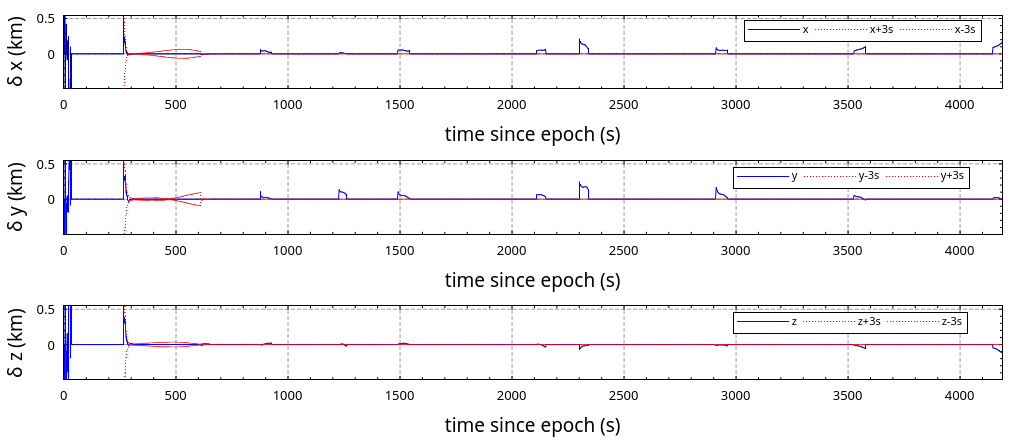 δ x (km)
0.5
0
x x+3s x-3s
0 500 1000 1500 2000 2500 3000 3500 4000
time since epoch (s)
δ y (km)
0.5
0
y y-3s y+3s
0 500 1000 1500 2000 2500 3000 3500 4000
time since epoch (s)
δ z (km)
0.5
0
z z+3s z-3s
0 500 1000 1500 2000 2500 3000 3500 4000
time since epoch (s)